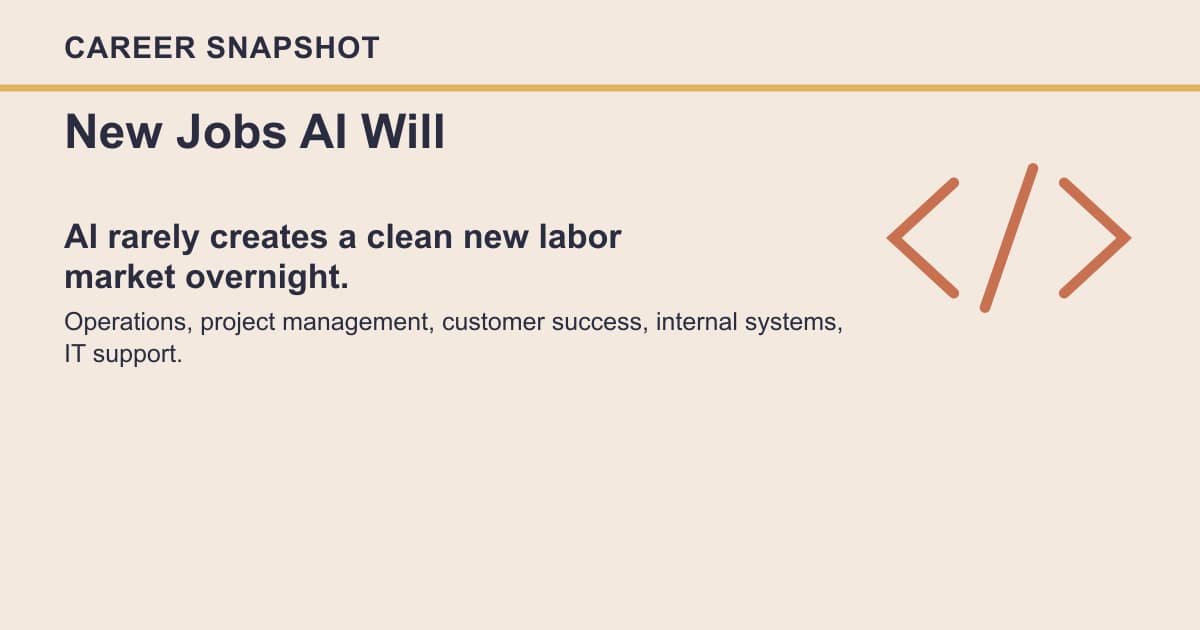 CAREER SNAPSHOT
New Jobs AI Will
AI rarely creates a clean new labor
market overnight.
Operations, project management, customer success, internal systems,
IT support.